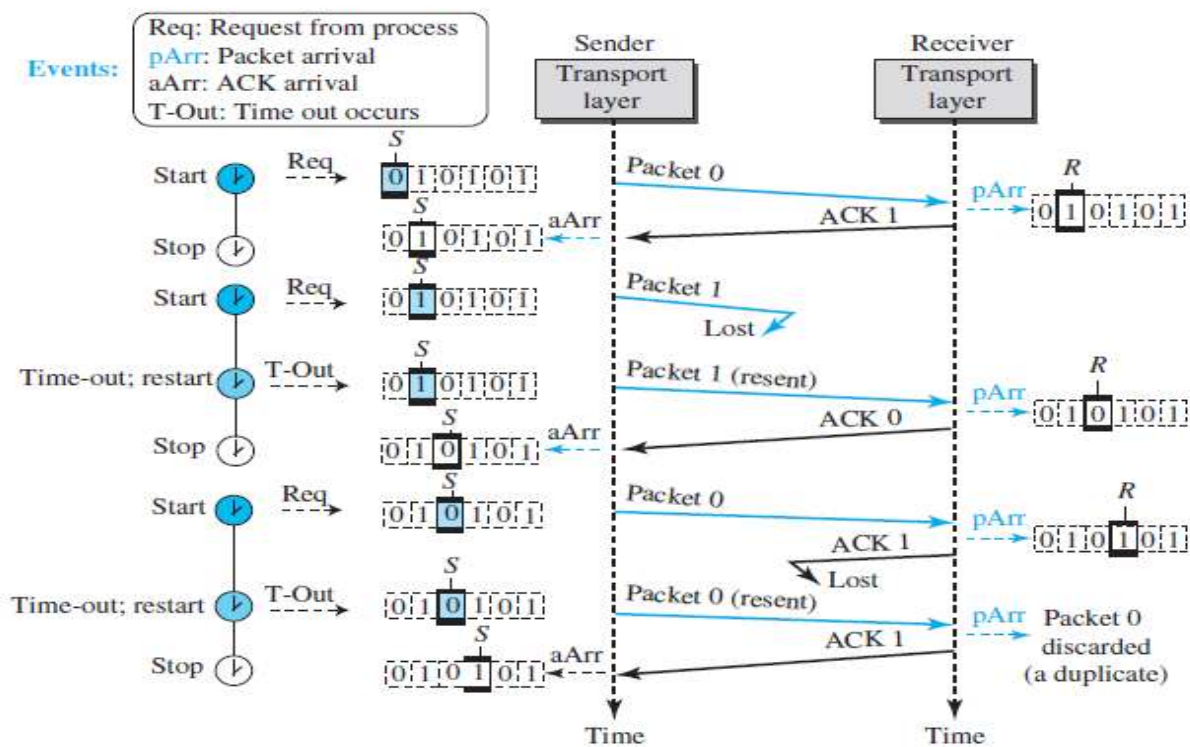 Events:
Req: Request from process
pArr: Packet arrival
aArr: ACK arrival
T-Out: Time out occurs
Sender
Transport
layer
Receiver
Transport
layer
Start
Req
S
0 1 0 1 0 1
Packet 0
pArr
R
0 1 0 1 0 1
Stop
S
0 1 0 1 0 1
aArr
ACK 1
Start
Req
S
0 1 0 1 0 1
Packet 1
Lost
Time-out; restart
T-Out
S
0 1 0 1 0 1
Packet 1 (resent)
pArr
R
0 1 0 1 0 1
Stop
S
0 1 0 1 0 1
aArr
ACK 0
Start
Req
S
0 1 0 1 0 1
Packet 0
pArr
R
0 1 0 1 0 1
ACK 1
Lost
Time-out; restart
T-Out
S
0 1 0 1 0 1
Packet 0 (resent)
pArr
Packet 0
discarded
(a duplicate)
Stop
S
0 1 0 1 0 1
aArr
ACK 1
Time
Time